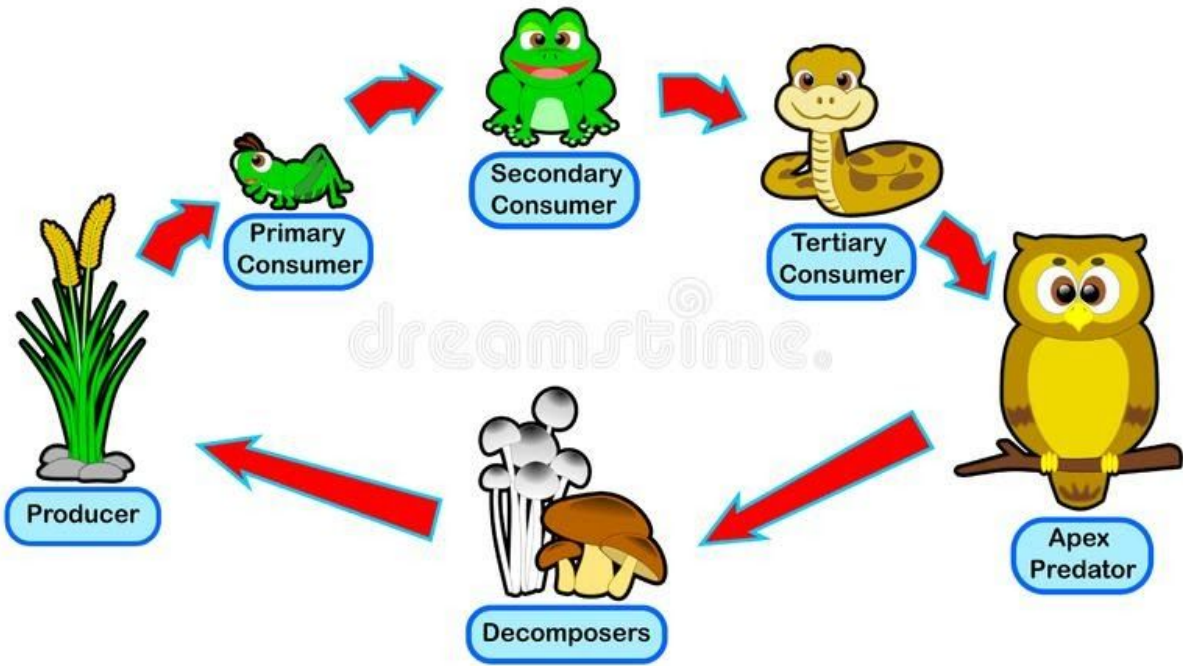 Secondary
Consumer
Primary
Consumer
Tertiary
Consumer
dreamstime.
Producer
Apex
Predator
Decomposers